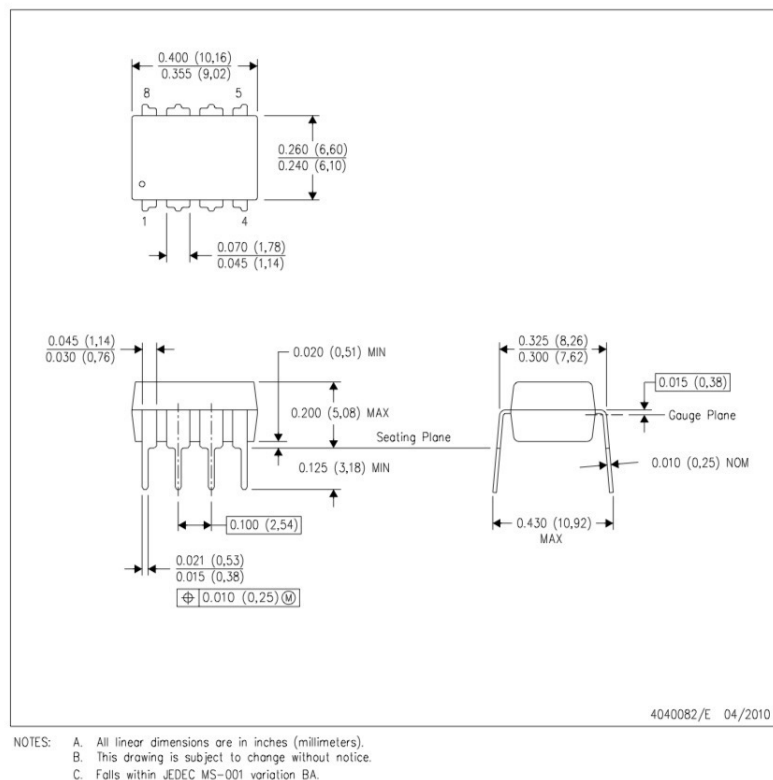 0.400 (10,16)
0.355 (9,02)
8 5
0.260 (6,60)
0.240 (6,10)
1 4
0.070 (1,78)
0.045 (1,14)
0.045 (1,14)
0.030 (0,76)
0.020 (0,51) MIN
0.200 (5,08) MAX
Seating Plane
0.125 (3,18) MIN
0.100 (2,54)
0.021 (0,53)
0.015 (0,38)
⌖ 0.010 (0,25) Ⓜ
0.325 (8,26)
0.300 (7,62)
0.015 (0,38)
Gauge Plane
0.010 (0,25) NOM
0.430 (10,92)
MAX
4040082/E 04/2010
NOTES: A. All linear dimensions are in inches (millimeters).
B. This drawing is subject to change without notice.
C. Falls within JEDEC MS-001 variation BA.